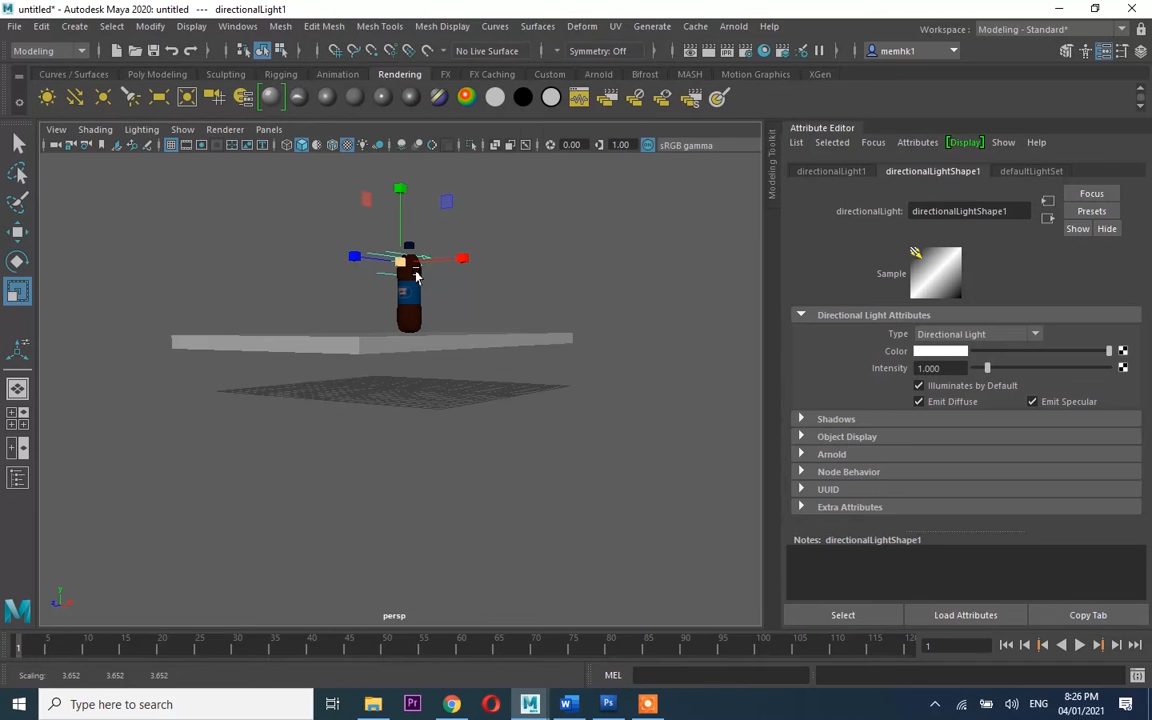 untitled* - Autodesk Maya 2020: untitled --- directionalLight1
File Edit Create Select Modify Display Windows Mesh Edit Mesh Mesh Tools Mesh Display Curves Surfaces Deform UV Generate Cache Arnold Help
Workspace : Modeling - Standard*
Modeling No Live Surface Symmetry: Off memhk1
Curves / Surfaces Poly Modeling Sculpting Rigging Animation Rendering FX FX Caching Custom Arnold Bifrost MASH Motion Graphics XGen
View Shading Lighting Show Renderer Panels
0.00 1.00 sRGB gamma
Modeling Toolkit
Attribute Editor
List Selected Focus Attributes Display Show Help
directionalLight1 directionalLightShape1 defaultLightSet
directionalLight: directionalLightShape1
Focus
Presets
Show Hide
Sample
Directional Light Attributes
Type Directional Light
Color
Intensity 1.000
Illuminates by Default
Emit Diffuse Emit Specular
Shadows
Object Display
Arnold
Node Behavior
UUID
Extra Attributes
Notes: directionalLightShape1
Select Load Attributes Copy Tab
persp
y
5 10 15 20 25 30 35 40 45 50 55 60 65 70 75 80 85 90 95 100 105 110 115 120
1 1
Scaling: 3.652 3.652 3.652
MEL
Type here to search
Pr
W
Ps
ENG
8:26 PM
04/01/2021